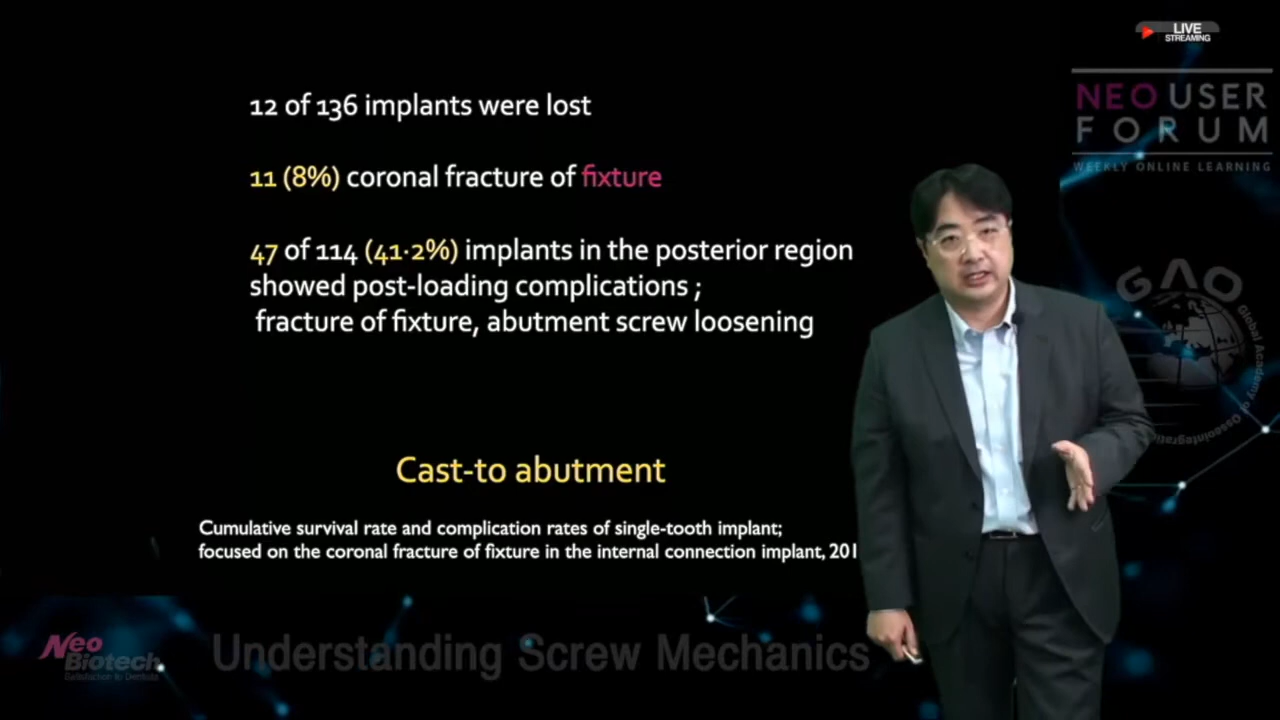 LIVE
STREAMING
NEO USER
FORUM
WEEKLY ONLINE LEARNING
12 of 136 implants were lost
11 (8%) coronal fracture of fixture
47 of 114 (41·2%) implants in the posterior region
showed post-loading complications ;
fracture of fixture, abutment screw loosening
GAO
Global Academy of Osseointegration
Cast-to abutment
Cumulative survival rate and complication rates of single-tooth implant;
focused on the coronal fracture of fixture in the internal connection implant, 201
Neo
Biotech
Understanding Screw Mechanics